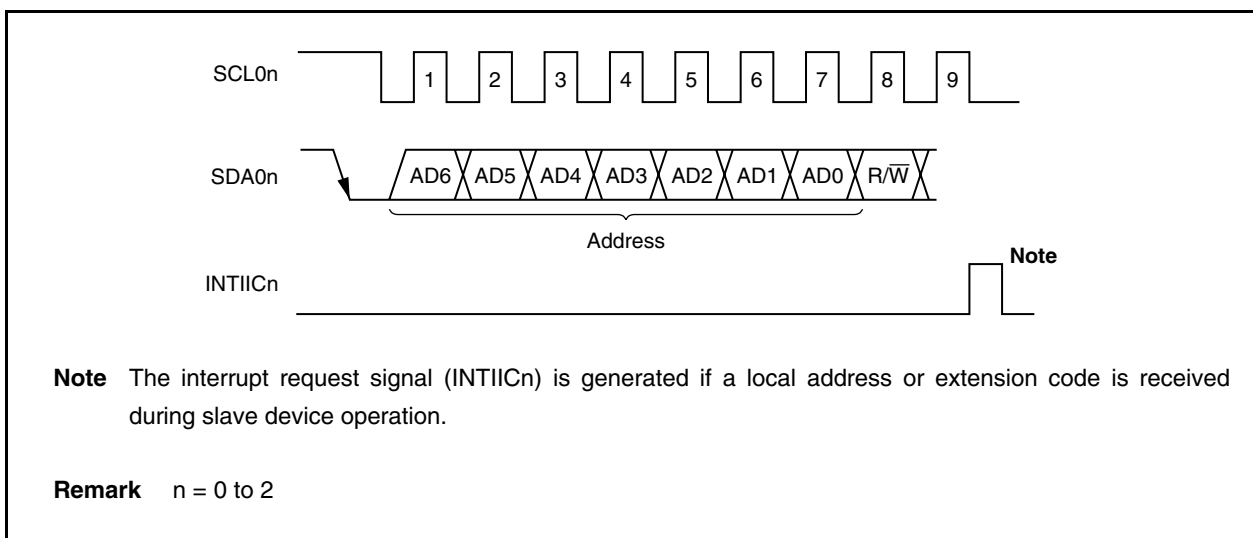 SCL0n 1 2 3 4 5 6 7 8 9
SDA0n AD6 AD5 AD4 AD3 AD2 AD1 AD0 R/W̅
Address
Note
INTIICn
Note The interrupt request signal (INTIICn) is generated if a local address or extension code is received
during slave device operation.
Remark n = 0 to 2